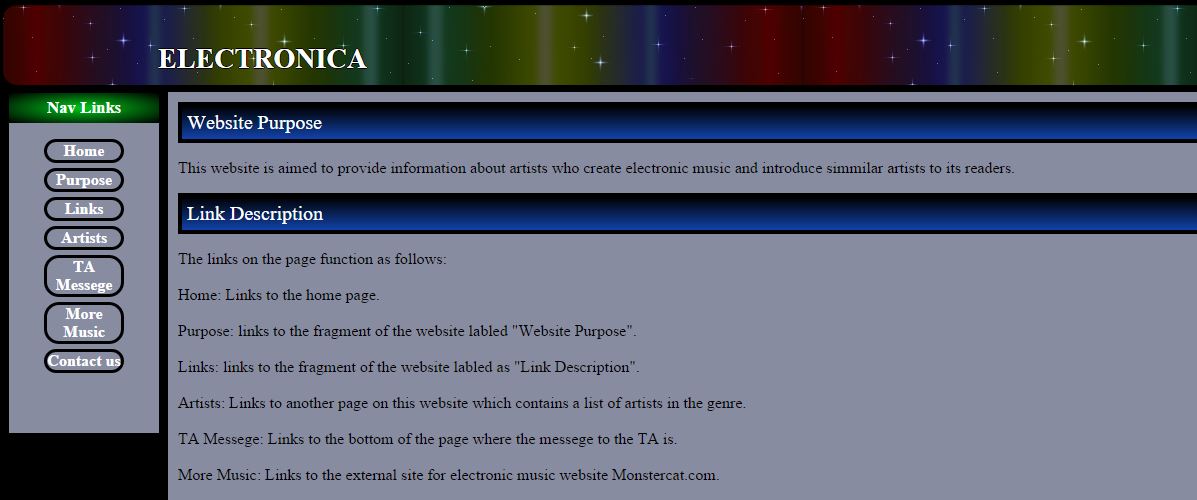 ELECTRONICA
Nav Links
Home
Purpose
Links
Artists
TA
Messege
More
Music
Contact us
Website Purpose
This website is aimed to provide information about artists who create electronic music and introduce simmilar artists to its readers.
Link Description
The links on the page function as follows:
Home: Links to the home page.
Purpose: links to the fragment of the website labled "Website Purpose".
Links: links to the fragment of the website labled as "Link Description".
Artists: Links to another page on this website which contains a list of artists in the genre.
TA Messege: Links to the bottom of the page where the messege to the TA is.
More Music: Links to the external site for electronic music website Monstercat.com.